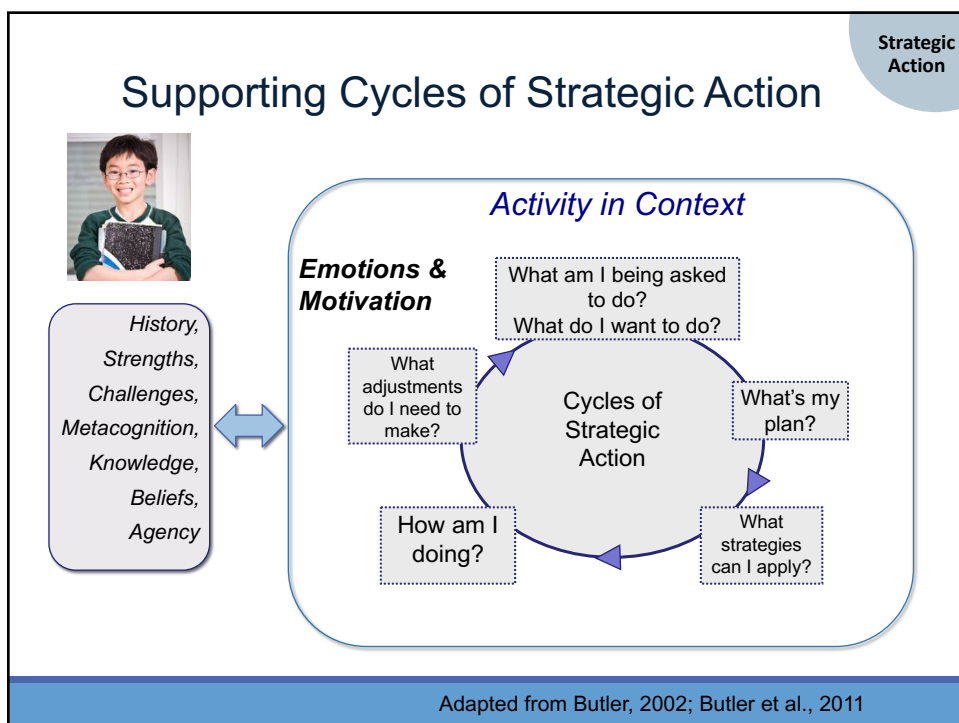 Strategic
Action
Supporting Cycles of Strategic Action
Activity in Context
Emotions &
Motivation
History,
Strengths,
Challenges,
Metacognition,
Knowledge,
Beliefs,
Agency
What am I being asked
to do?
What do I want to do?
What's my
plan?
What
strategies
can I apply?
How am I
doing?
What
adjustments
do I need to
make?
Cycles of
Strategic
Action
Adapted from Butler, 2002; Butler et al., 2011